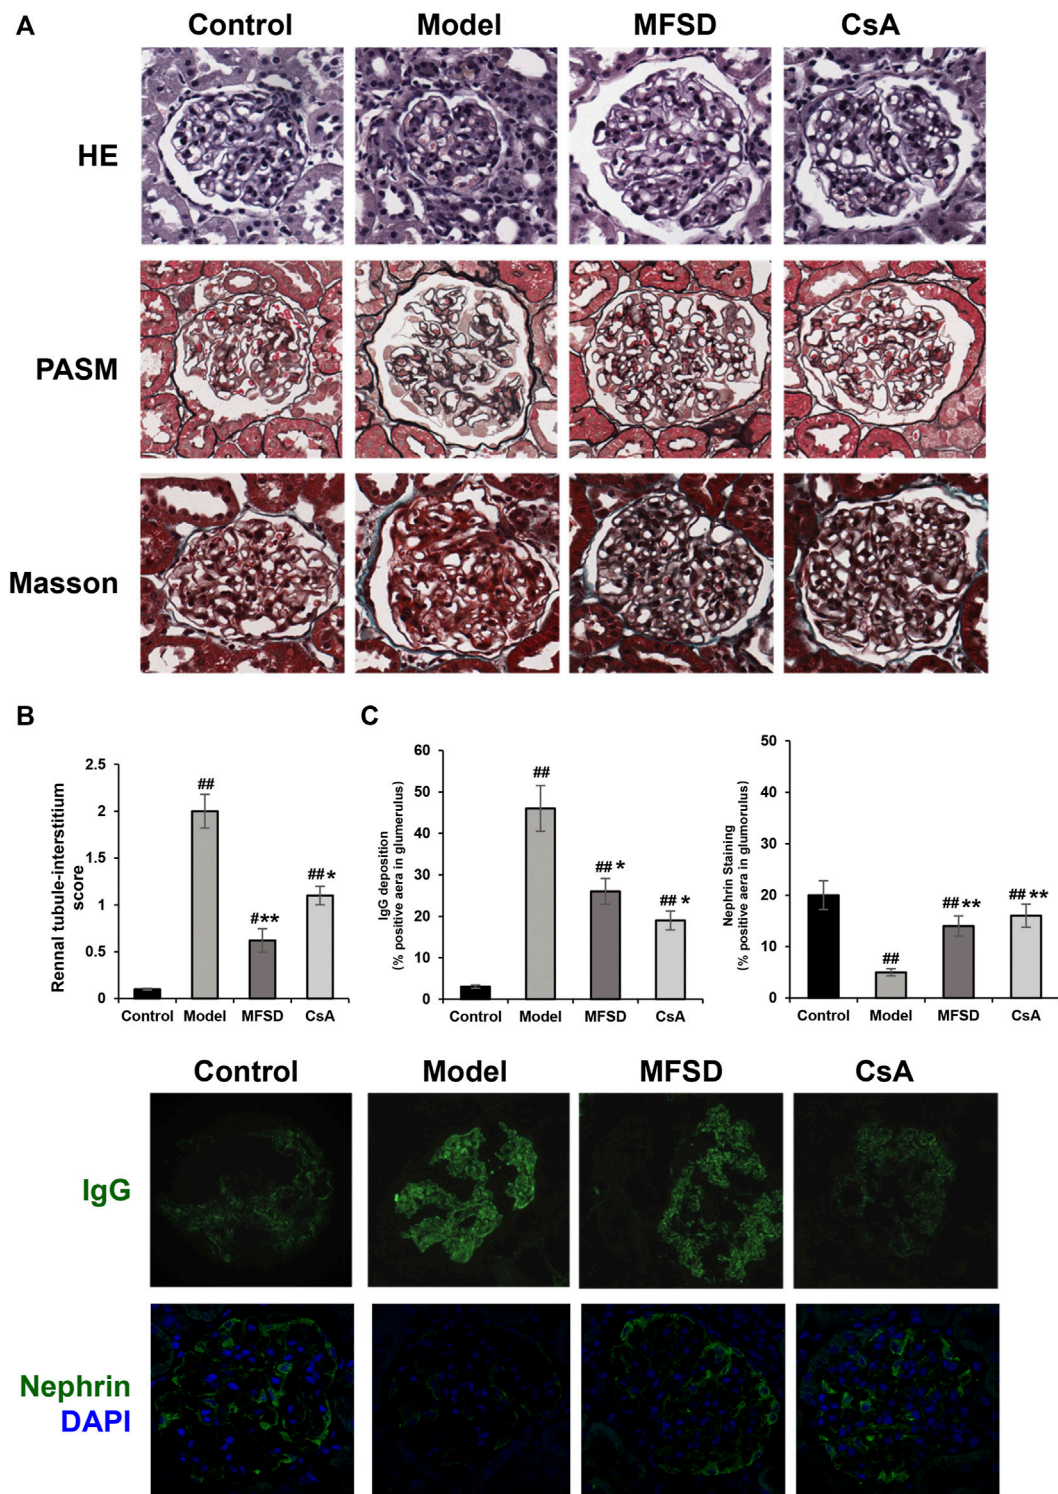 A
Control Model MFSD CsA
HE
PASM
Masson
B
Rennal tubule-interstitium
score
2.5
2
1.5
1
0.5
0
##
#**
##*
Control Model MFSD CsA
C
IgG deposition
(% positive aera in glumerulus)
60
50
40
30
20
10
0
##
## *
## *
Control Model MFSD CsA
Nephrin Staining
(% positive aera in glumorulus)
50
40
30
20
10
0
##
##**
## **
Control Model MFSD CsA
Control Model MFSD CsA
IgG
Nephrin
DAPI